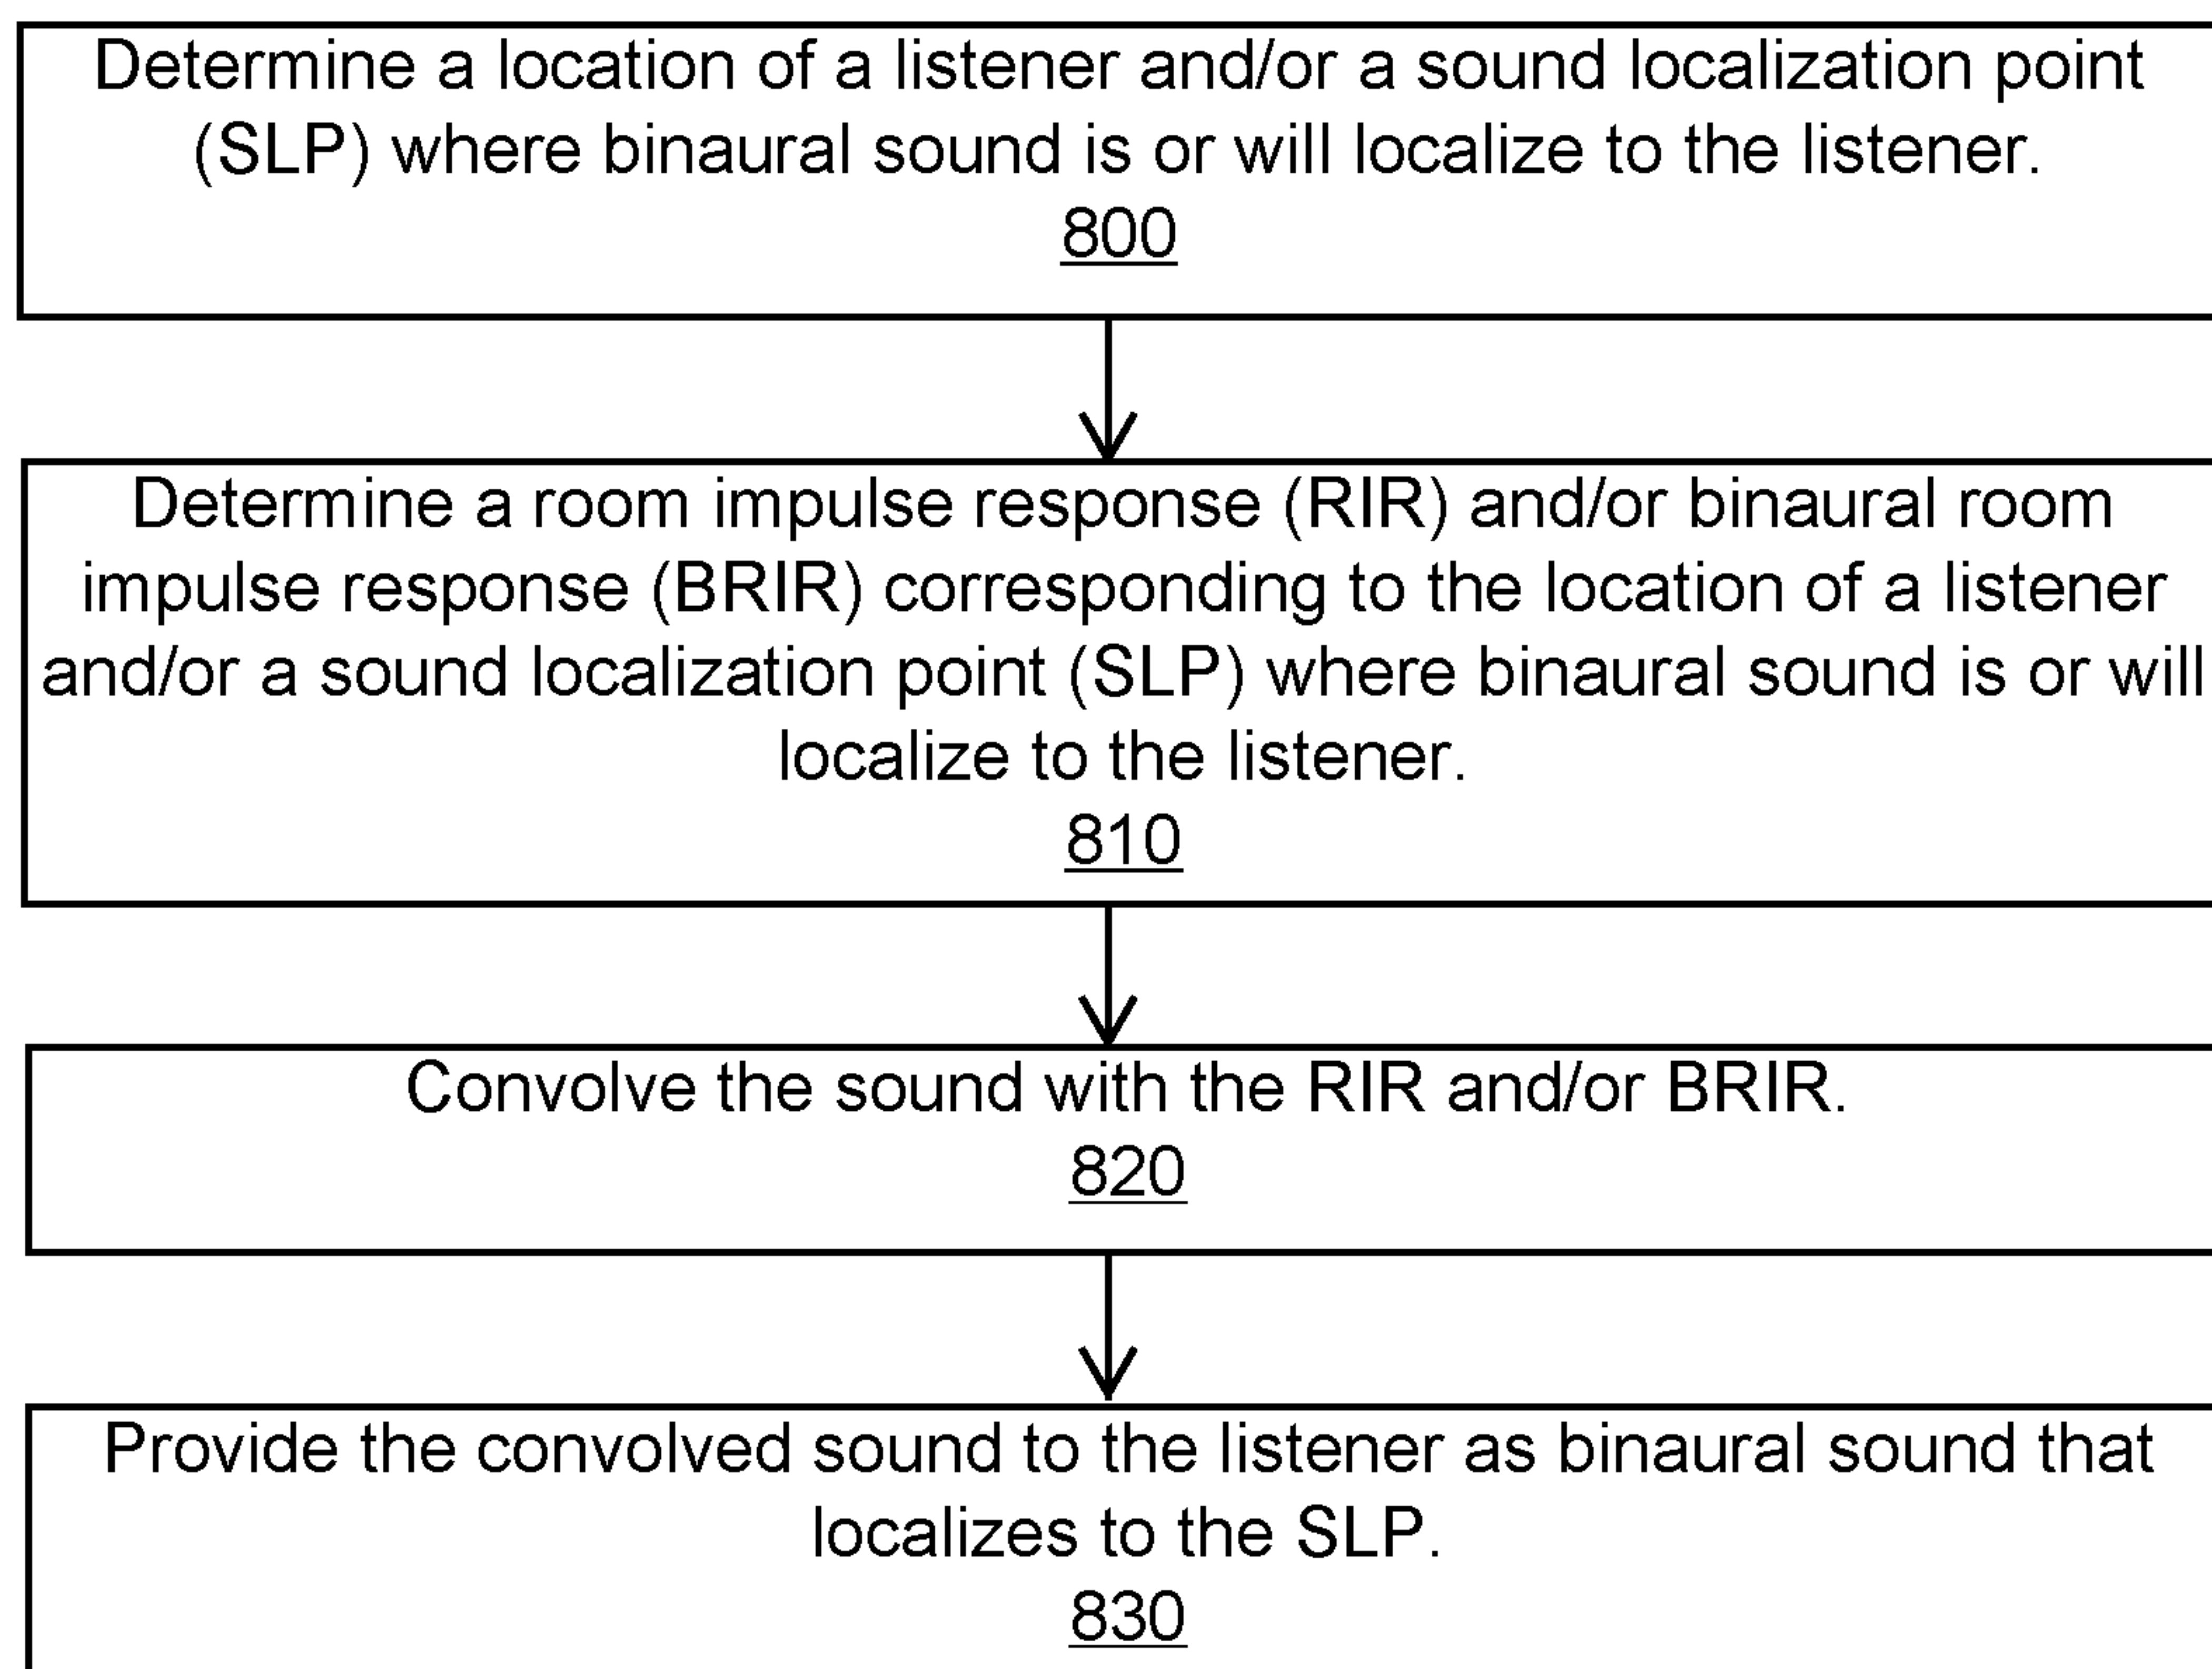 Determine a location of a listener and/or a sound localization point
(SLP) where binaural sound is or will localize to the listener.
800
Determine a room impulse response (RIR) and/or binaural room
impulse response (BRIR) corresponding to the location of a listener
and/or a sound localization point (SLP) where binaural sound is or will
localize to the listener.
810
Convolve the sound with the RIR and/or BRIR.
820
Provide the convolved sound to the listener as binaural sound that
localizes to the SLP.
830